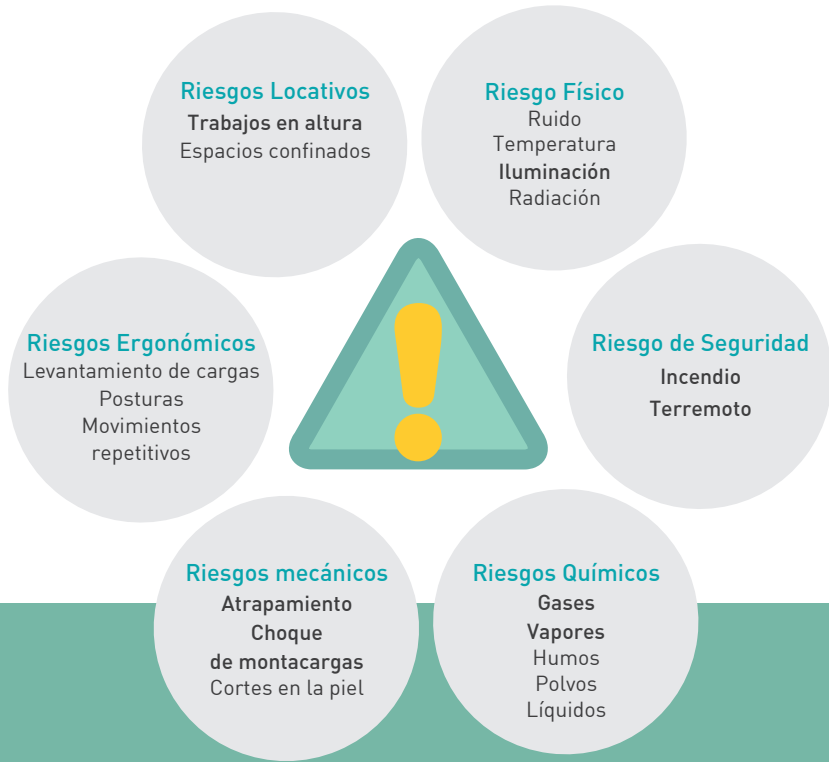 Riesgos Locativos
Trabajos en altura
Espacios confinados
Riesgo Físico
Ruido
Temperatura
Iluminación
Radiación
Riesgos Ergonómicos
Levantamiento de cargas
Posturas
Movimientos
repetitivos
Riesgo de Seguridad
Incendio
Terremoto
Riesgos mecánicos
Atrapamiento
Choque
de montacargas
Cortes en la piel
Riesgos Químicos
Gases
Vapores
Humos
Polvos
Líquidos